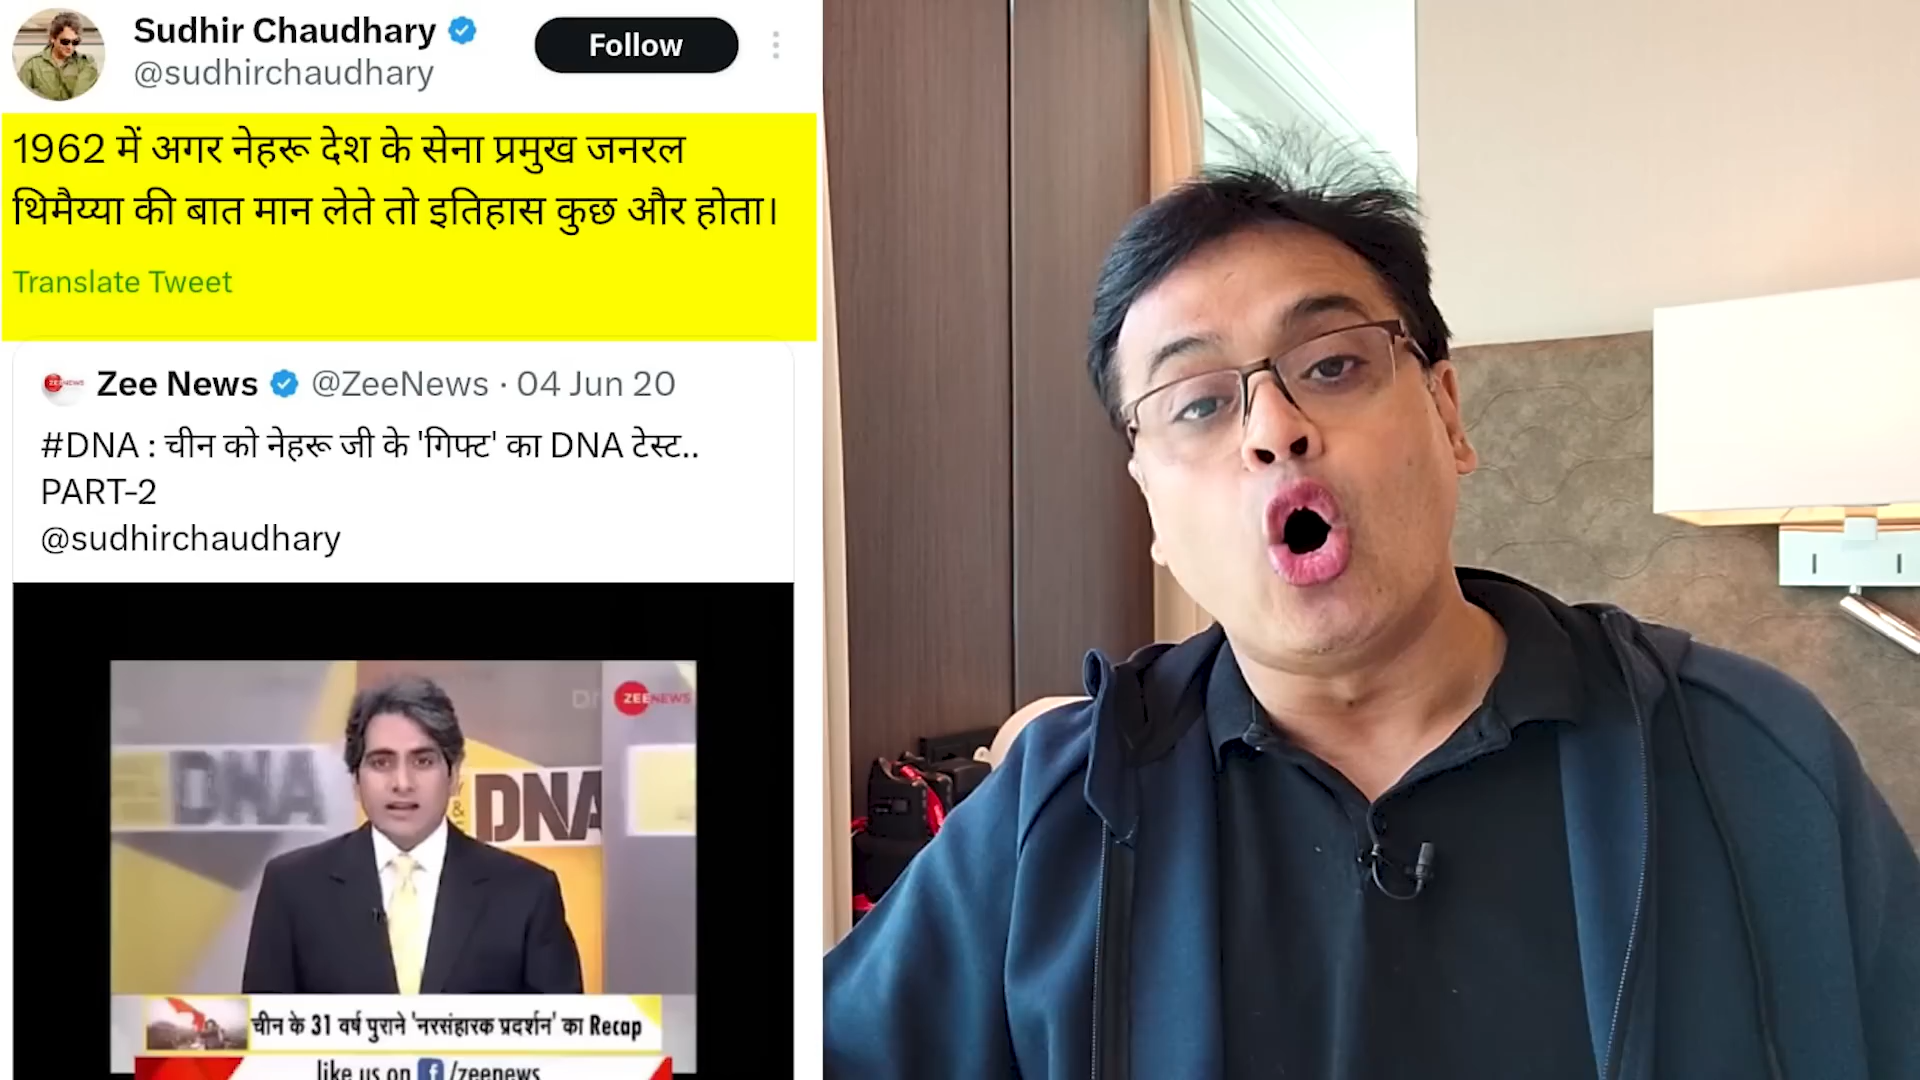 Sudhir Chaudhary
Follow
@sudhirchaudhary
1962 में अगर नेहरू देश के सेना प्रमुख जनरल
थिमैय्या की बात मान लेते तो इतिहास कुछ और होता।
Translate Tweet
Zee News @ZeeNews · 04 Jun 20
#DNA : चीन को नेहरू जी के 'गिफ्ट' का DNA टेस्ट..
PART-2
@sudhirchaudhary
ZEE NEWS
DNA
DNA
चीन के 31 वर्ष पुराने 'नरसंहारक प्रदर्शन' का Recap
like us on f /zeenews